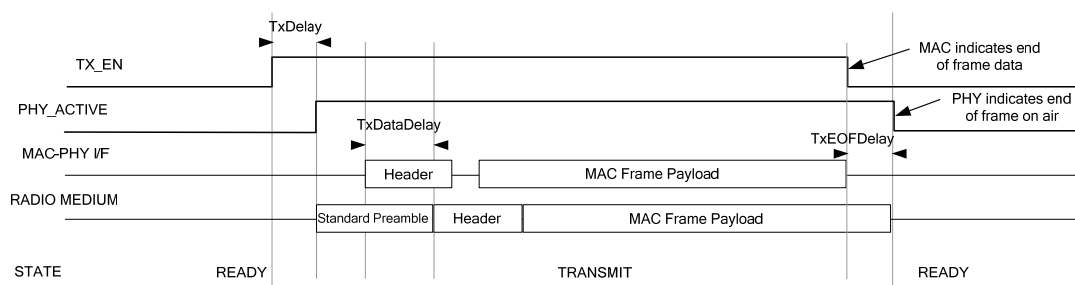 TxDelay
TX_EN
MAC indicates end
of frame data
PHY_ACTIVE
PHY indicates end
of frame on air
TxDataDelay
TxEOFDelay
MAC-PHY I/F
Header
MAC Frame Payload
RADIO MEDIUM
Standard Preamble
Header
MAC Frame Payload
STATE
READY
TRANSMIT
READY